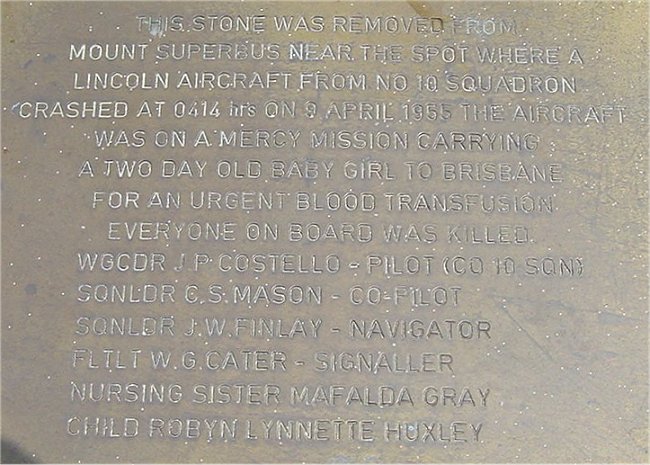 THIS STONE WAS REMOVED FROM
MOUNT SUPERBUS NEAR THE SPOT WHERE A
LINCOLN AIRCRAFT FROM NO 10 SQUADRON
CRASHED AT 0414 hrs ON 9 APRIL 1955 THE AIRCRAFT
WAS ON A MERCY MISSION CARRYING
A TWO DAY OLD BABY GIRL TO BRISBANE
FOR AN URGENT BLOOD TRANSFUSION.
EVERYONE ON BOARD WAS KILLED.
WGCDR J.P. COSTELLO - PILOT (CO 10 SQN)
SQNLDR C.S. MASON - CO-PILOT
SQNLDR J.W. FINLAY - NAVIGATOR
FLTLT W.G. CATER - SIGNALLER
NURSING SISTER MAFALDA GRAY
CHILD ROBYN LYNNETTE HUXLEY